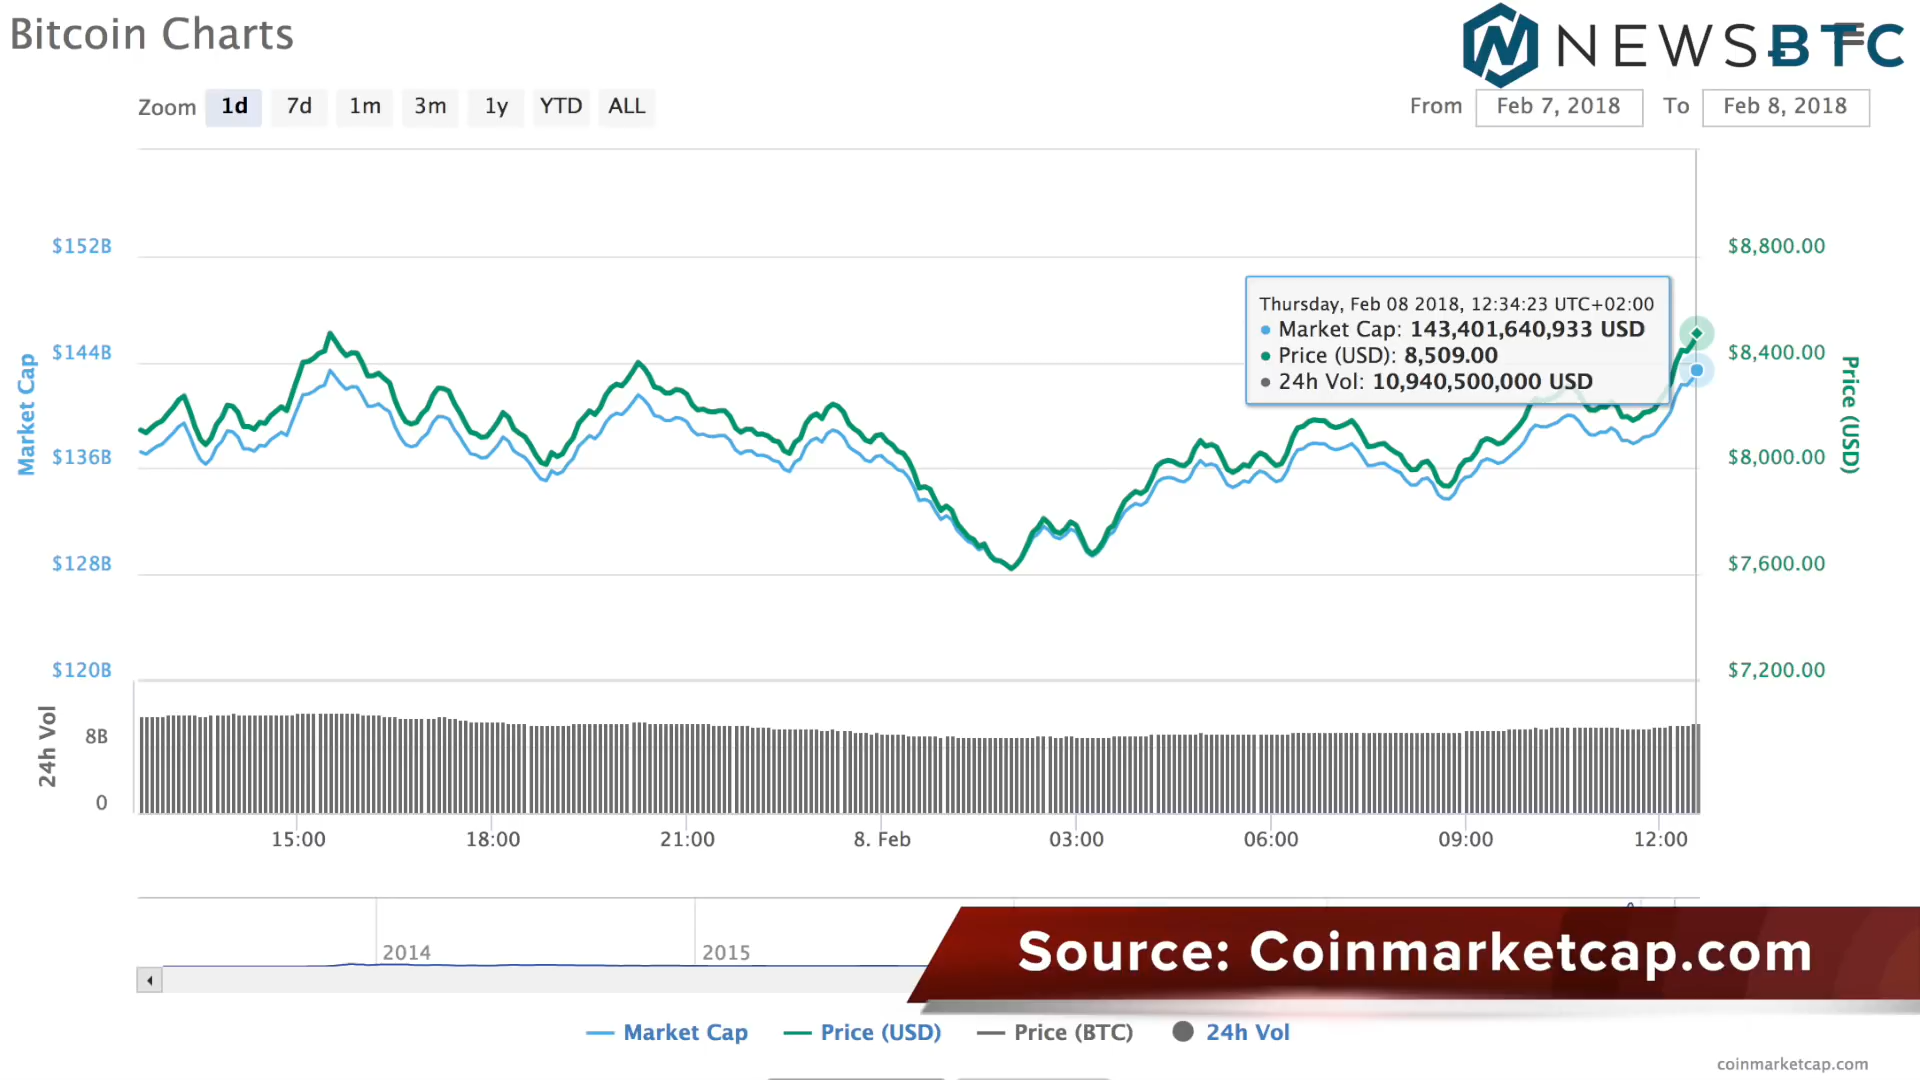 Bitcoin Charts
NEWSBTC
Zoom 1d 7d 1m 3m 1y YTD ALL
From Feb 7, 2018 To Feb 8, 2018
$152B
$144B
$136B
$128B
$120B
Market Cap
$8,800.00
$8,400.00
$8,000.00
$7,600.00
$7,200.00
Price (USD)
Thursday, Feb 08 2018, 12:34:23 UTC+02:00
Market Cap: 143,401,640,933 USD
Price (USD): 8,509.00
24h Vol: 10,940,500,000 USD
24h Vol
8B
0
15:00 18:00 21:00 8. Feb 03:00 06:00 09:00 12:00
2014 2015
Source: Coinmarketcap.com
Market Cap Price (USD) Price (BTC) 24h Vol
coinmarketcap.com